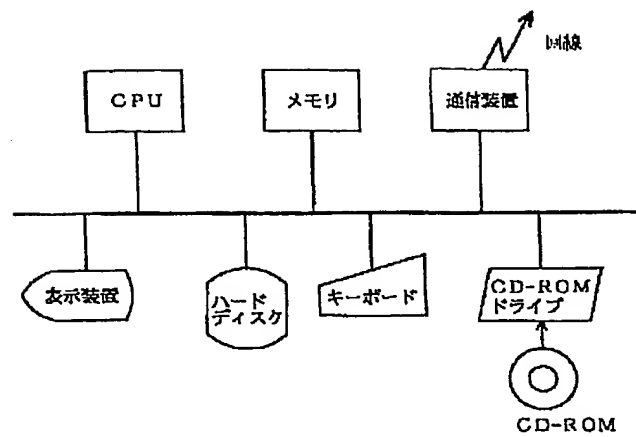 回線
CPU
メモリ
通信装置
表示装置
ハード
ディスク
キーボード
CD-ROM
ドライブ
CD-ROM